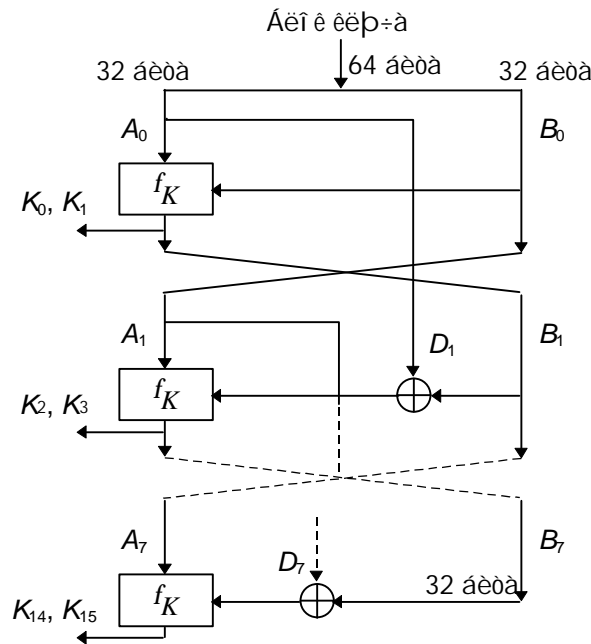 Áëî ê êëþ÷à
32 áèòà
64 áèòà
32 áèòà
A0
B0
fK
K0, K1
A1
D1
B1
fK
K2, K3
A7
D7
B7
32 áèòà
fK
K14, K15